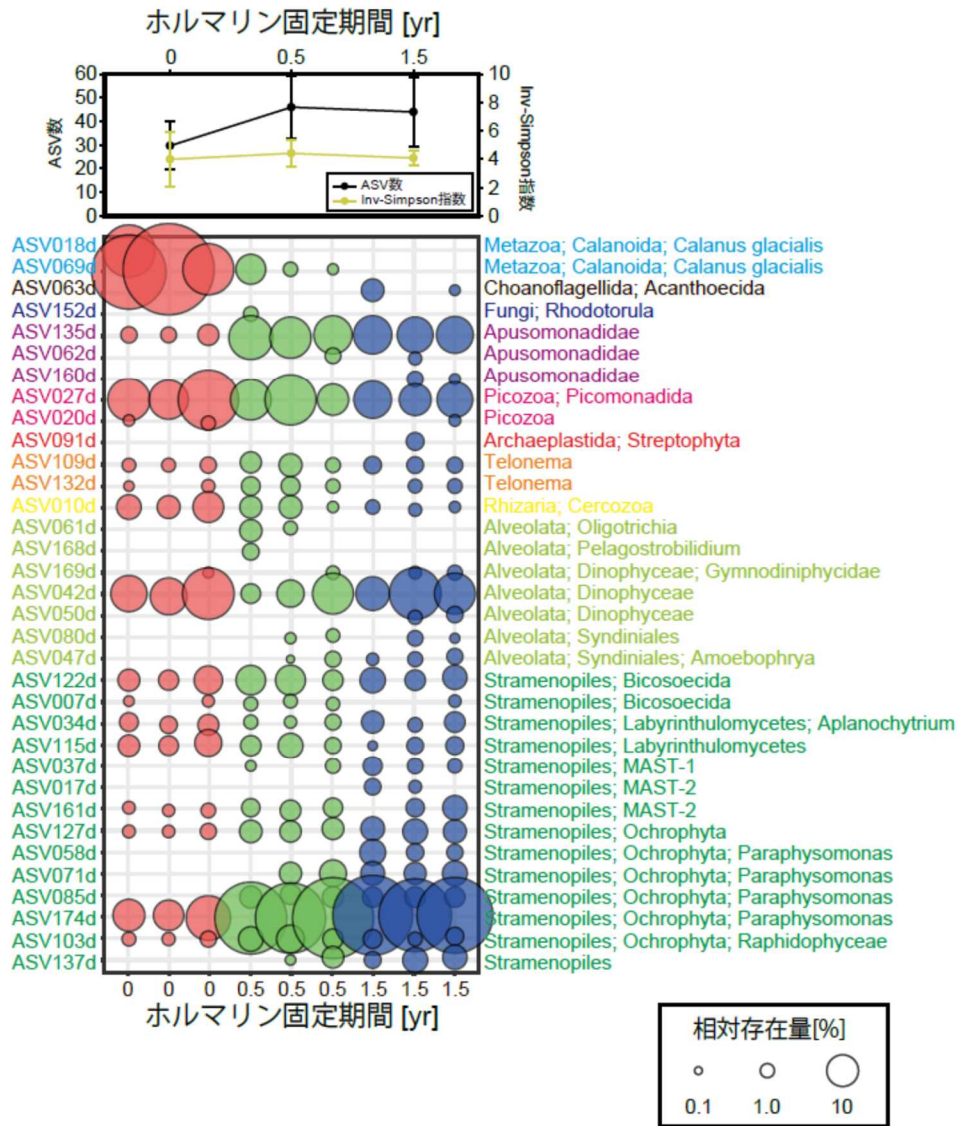 ホルマリン固定期間 [yr]
0 0.5 1.5
60 10
50 8
40 6
30 4
20 2
10 0
0
ASV数
Inv-Simpson指数
ASV数
Inv-Simpson指数
ASV018d Metazoa; Calanoida; Calanus glacialis
ASV069d Metazoa; Calanoida; Calanus glacialis
ASV063d Choanoflagellida; Acanthoecida
ASV152d Fungi; Rhodotorula
ASV135d Apusomonadidae
ASV062d Apusomonadidae
ASV160d Apusomonadidae
ASV027d Picozoa; Picomonadida
ASV020d Picozoa
ASV091d Archaeplastida; Streptophyta
ASV109d Telonema
ASV132d Telonema
ASV010d Rhizaria; Cercozoa
ASV061d Alveolata; Oligotrichia
ASV168d Alveolata; Pelagostrobilidium
ASV169d Alveolata; Dinophyceae; Gymnodiniphycidae
ASV042d Alveolata; Dinophyceae
ASV050d Alveolata; Dinophyceae
ASV080d Alveolata; Syndiniales
ASV047d Alveolata; Syndiniales; Amoebophrya
ASV122d Stramenopiles; Bicosoecida
ASV007d Stramenopiles; Bicosoecida
ASV034d Stramenopiles; Labyrinthulomycetes; Aplanochytrium
ASV115d Stramenopiles; Labyrinthulomycetes
ASV037d Stramenopiles; MAST-1
ASV017d Stramenopiles; MAST-2
ASV161d Stramenopiles; MAST-2
ASV127d Stramenopiles; Ochrophyta
ASV058d Stramenopiles; Ochrophyta; Paraphysomonas
ASV071d Stramenopiles; Ochrophyta; Paraphysomonas
ASV085d Stramenopiles; Ochrophyta; Paraphysomonas
ASV174d Stramenopiles; Ochrophyta; Paraphysomonas
ASV103d Stramenopiles; Ochrophyta; Raphidophyceae
ASV137d Stramenopiles
0 0 0 0.5 0.5 0.5 1.5 1.5 1.5
ホルマリン固定期間 [yr]
相対存在量[%]
0.1 1.0 10